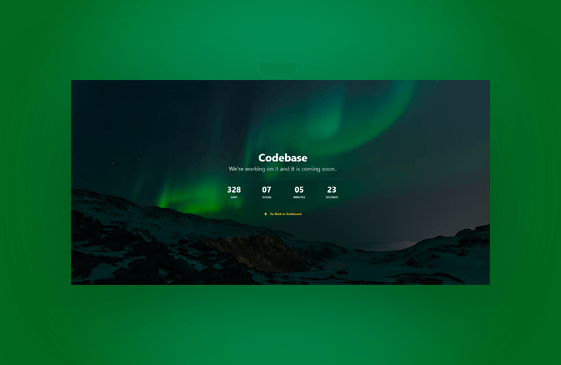 Codebase
We're working on it and it is coming soon..
328 07 05 23
DAYS HOURS MINUTES SECONDS
Go Back to Dashboard